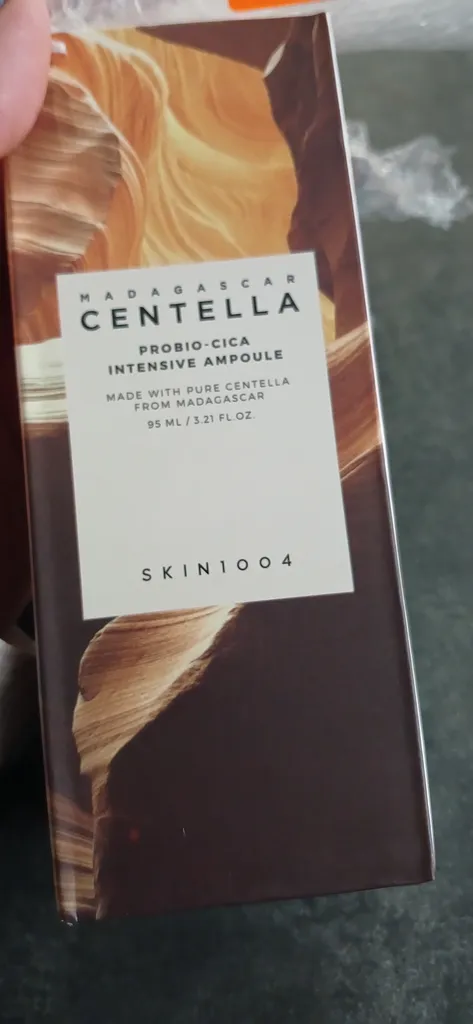 MADAGASCAR
CENTELLA
PROBIO-CICA
INTENSIVE AMPOULE
MADE WITH PURE CENTELLA
FROM MADAGASCAR
95 ML / 3.21 FL.OZ.
SKIN1004